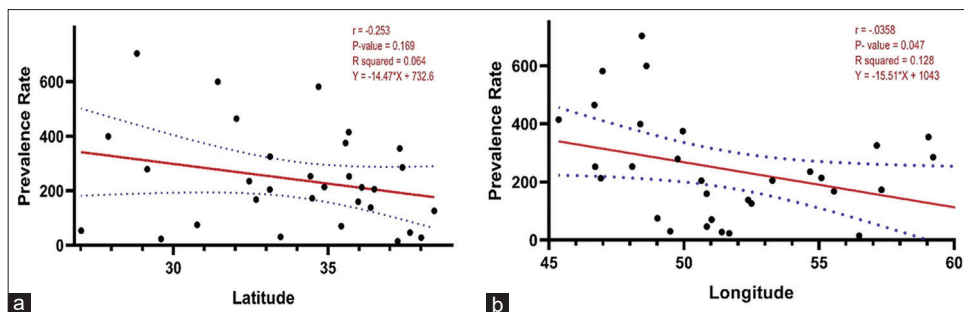 r = -0.253
P-value = 0.169
R squared = 0.064
Y = -14.47*X + 732.6
600
400
200
0
Prevalence Rate
30
35
Latitude
a
r = -.0358
P- value = 0.047
R squared = 0.128
Y = -15.51*X + 1043
600
400
200
0
Prevalence Rate
45
50
55
60
Longitude
b